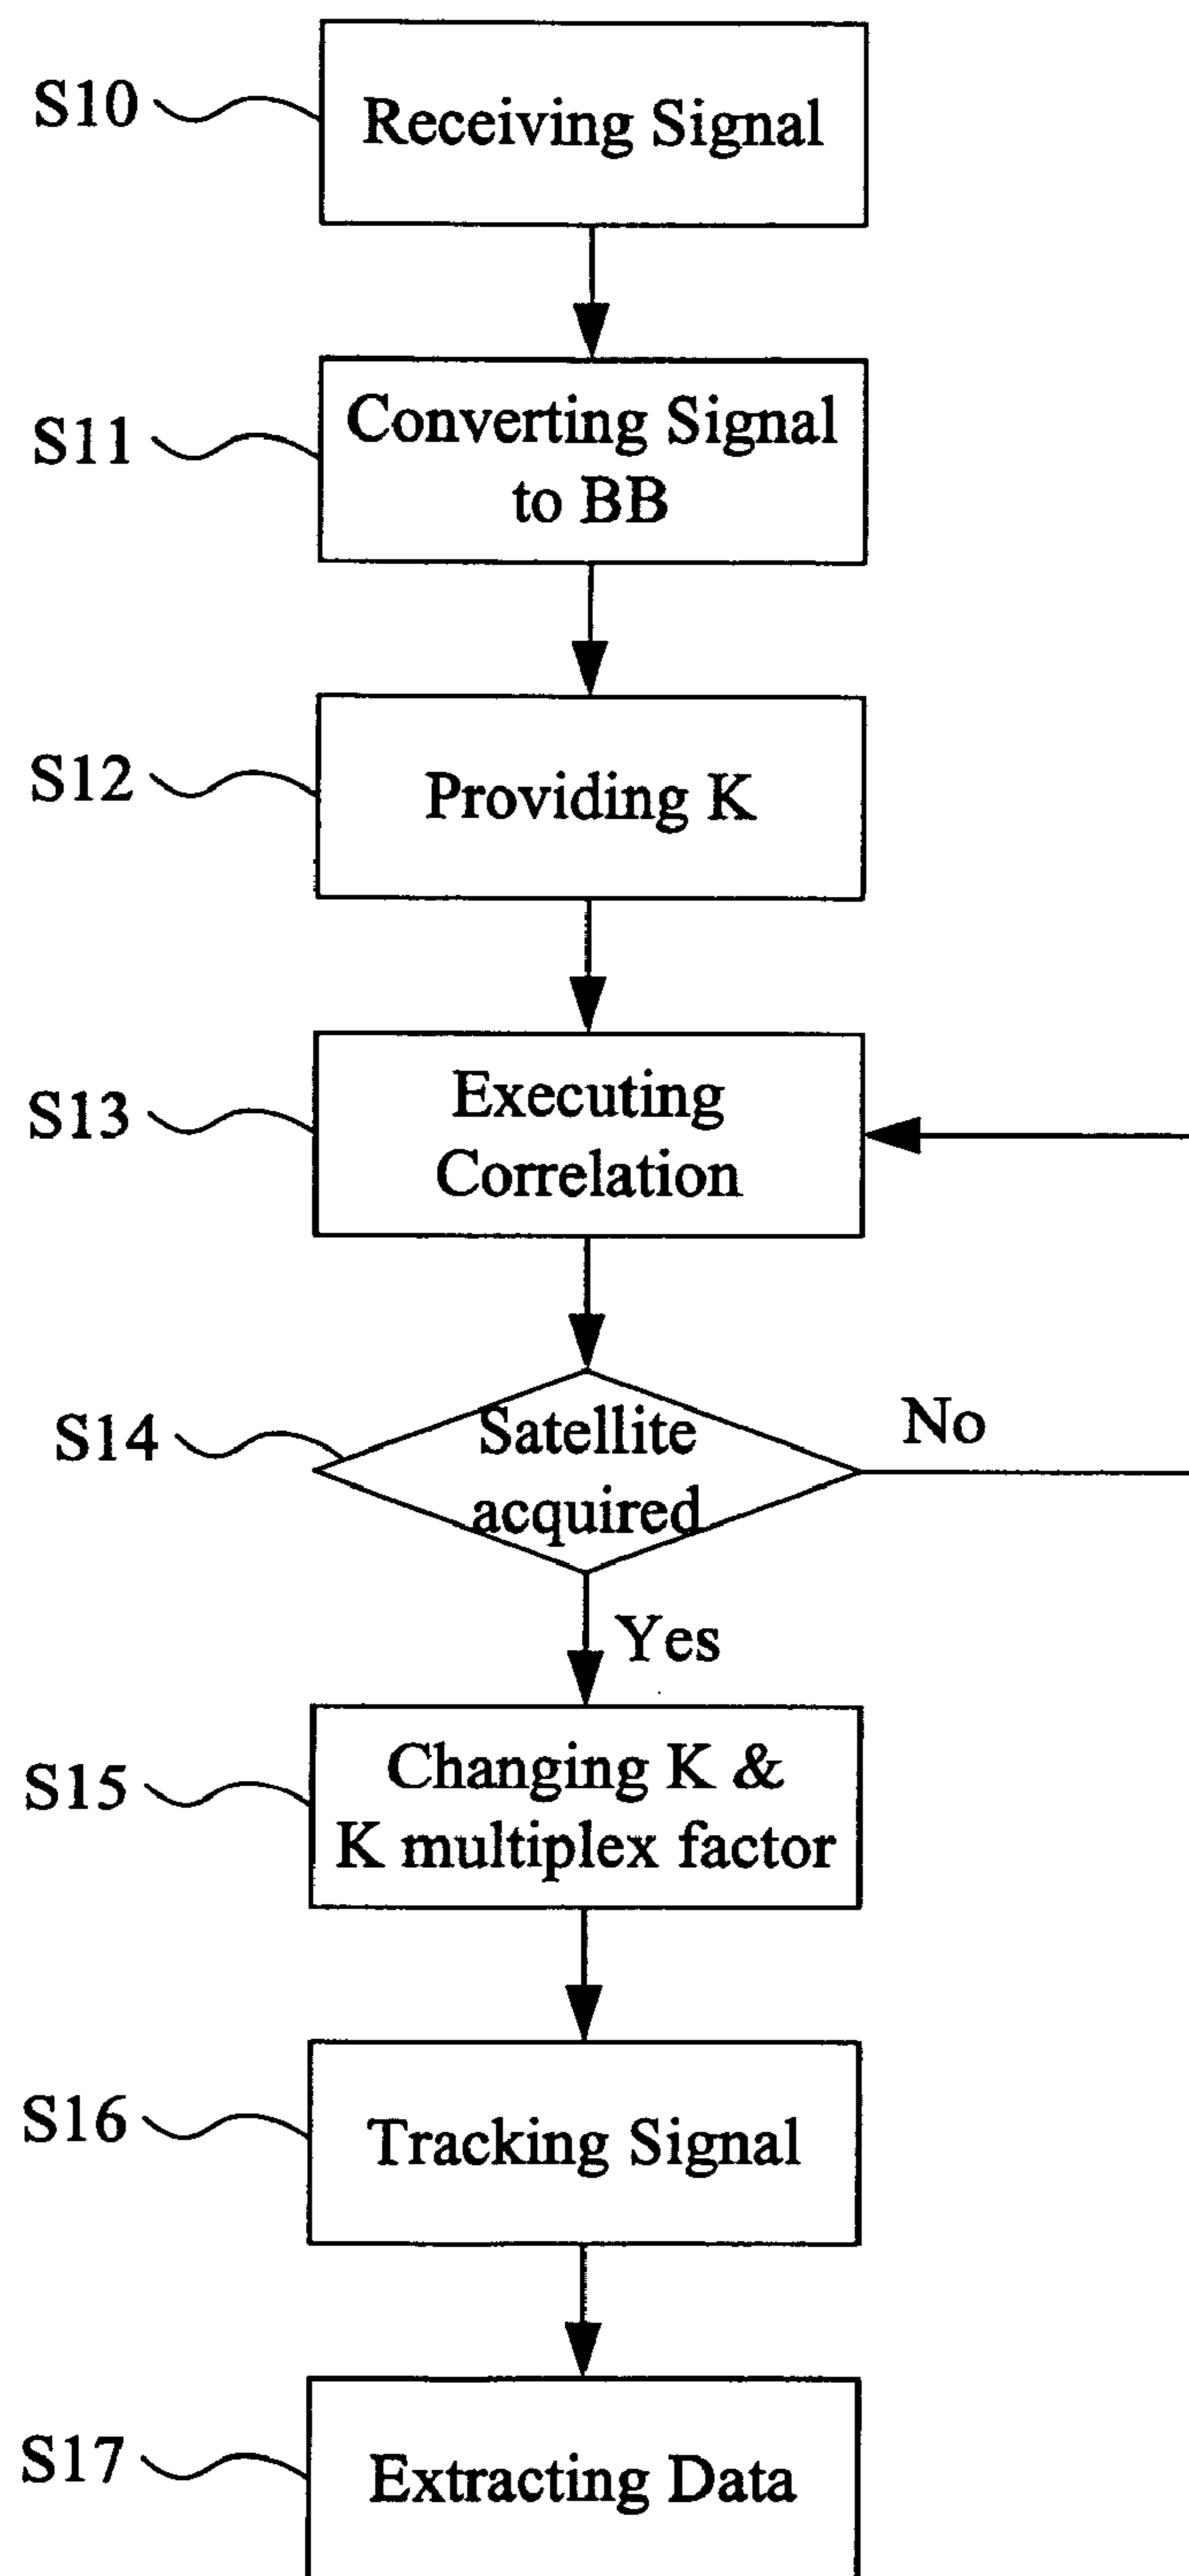 S10
Receiving Signal
S11
Converting Signal
to BB
S12
Providing K
S13
Executing
Correlation
S14
Satellite
acquired
No
Yes
S15
Changing K &
K multiplex factor
S16
Tracking Signal
S17
Extracting Data